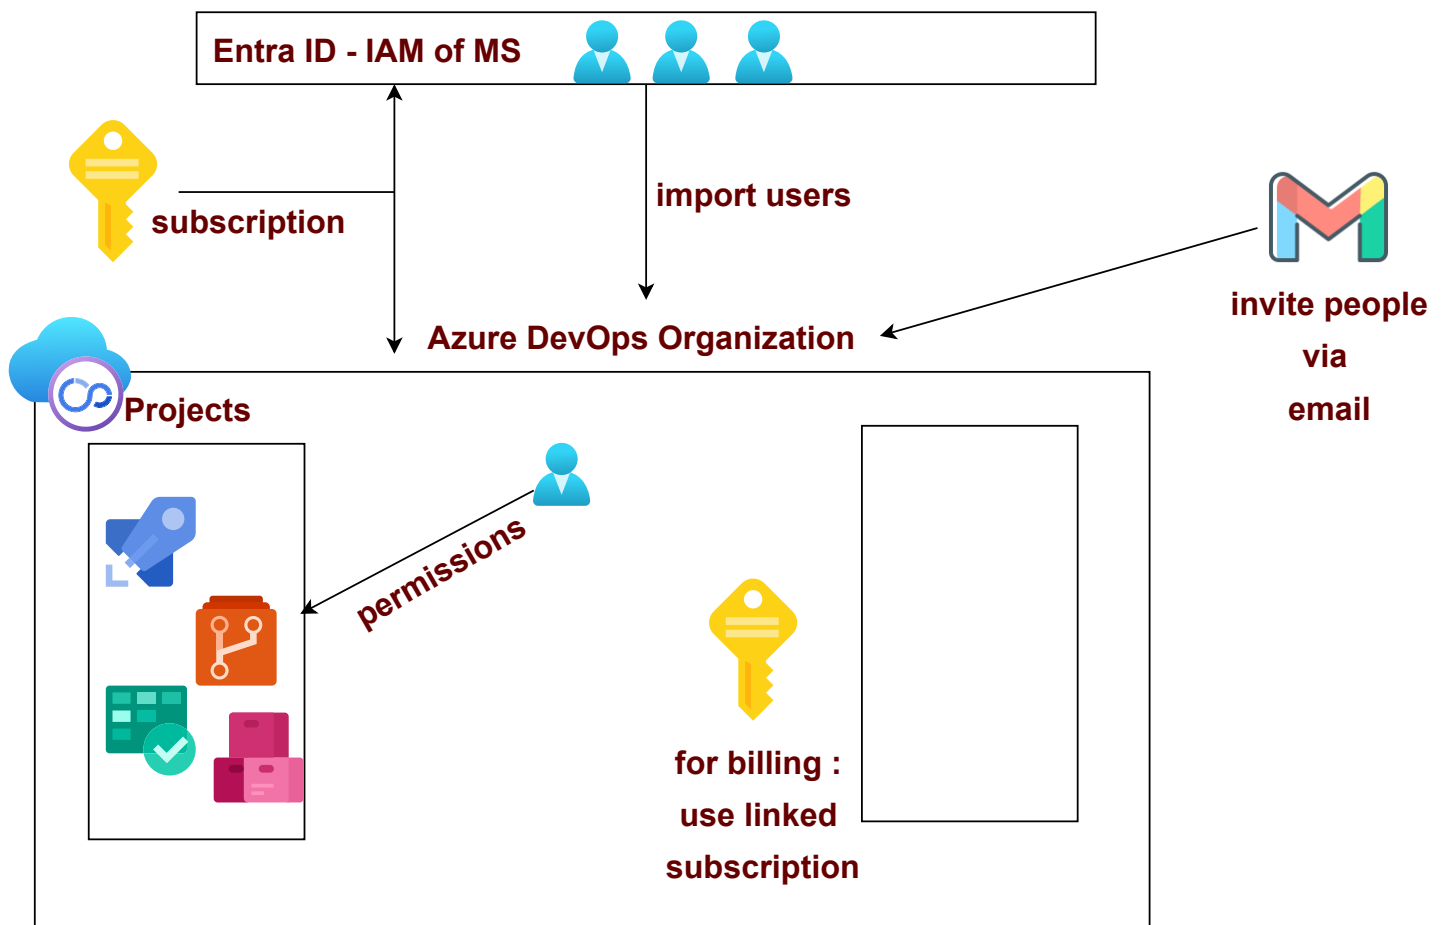 Entra ID - IAM of MS
subscription
import users
invite people
via
email
Azure DevOps Organization
Projects
permissions
for billing :
use linked
subscription